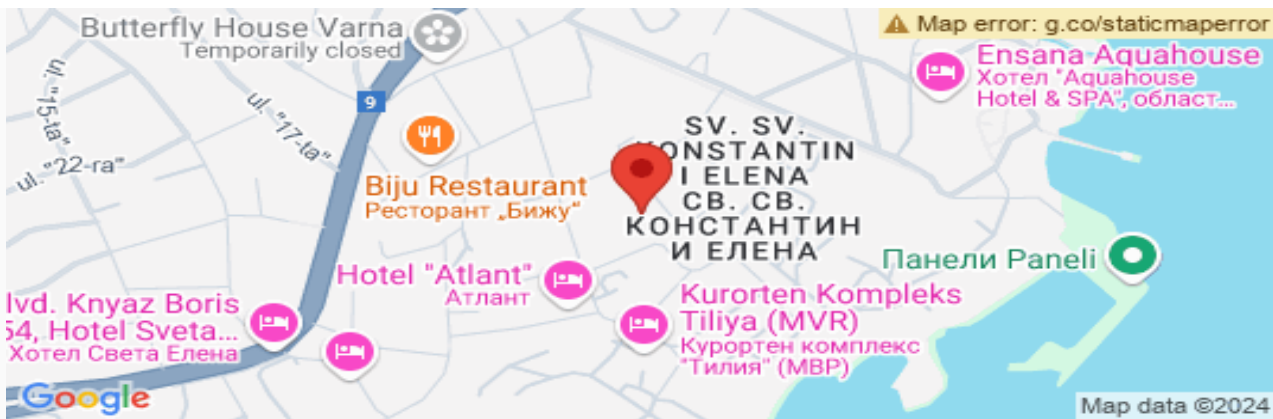 Butterfly House Varna
Temporarily closed
Map error: g.co/staticmaperror
Ensana Aquahouse
Хотел "Aquahouse
Hotel & SPA", област...
9
ul. "15-ta"
ul. "17-ta"
ul. "22-ra"
SV. SV.
KONSTANTIN
I ELENA
СВ. СВ.
КОНСТАНТИН
И ЕЛЕНА
Biju Restaurant
Ресторант „Бижу“
Панели Paneli
Hotel "Atlant"
Атлант
Kurorten Kompleks
Tiliya (MVR)
Курортен комплекс
"Тилия" (МВР)
lvd. Knyaz Boris
54, Hotel Sveta...
Хотел Света Елена
Google
Map data ©2024